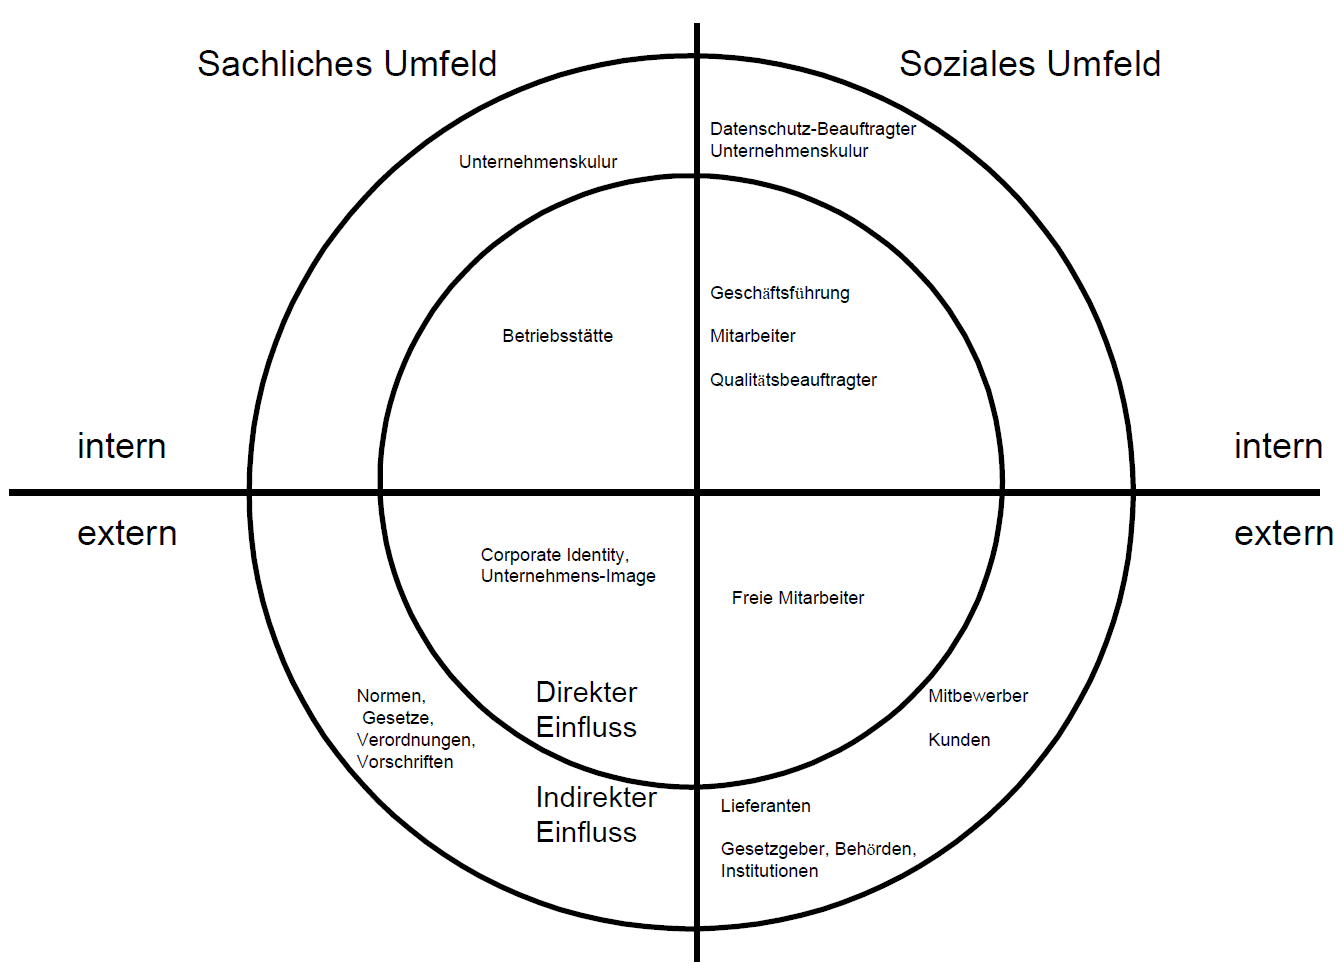 Sachliches Umfeld
Soziales Umfeld
Datenschutz-Beauftragter
Unternehmenskulur
Unternehmenskulur
Geschäftsführung
Betriebsstätte
Mitarbeiter
Qualitätsbeauftragter
intern
intern
extern
extern
Corporate Identity,
Unternehmens-Image
Freie Mitarbeiter
Direkter
Einfluss
Normen,
Gesetze,
Verordnungen,
Vorschriften
Mitbewerber
Kunden
Indirekter
Einfluss
Lieferanten
Gesetzgeber, Behörden,
Institutionen